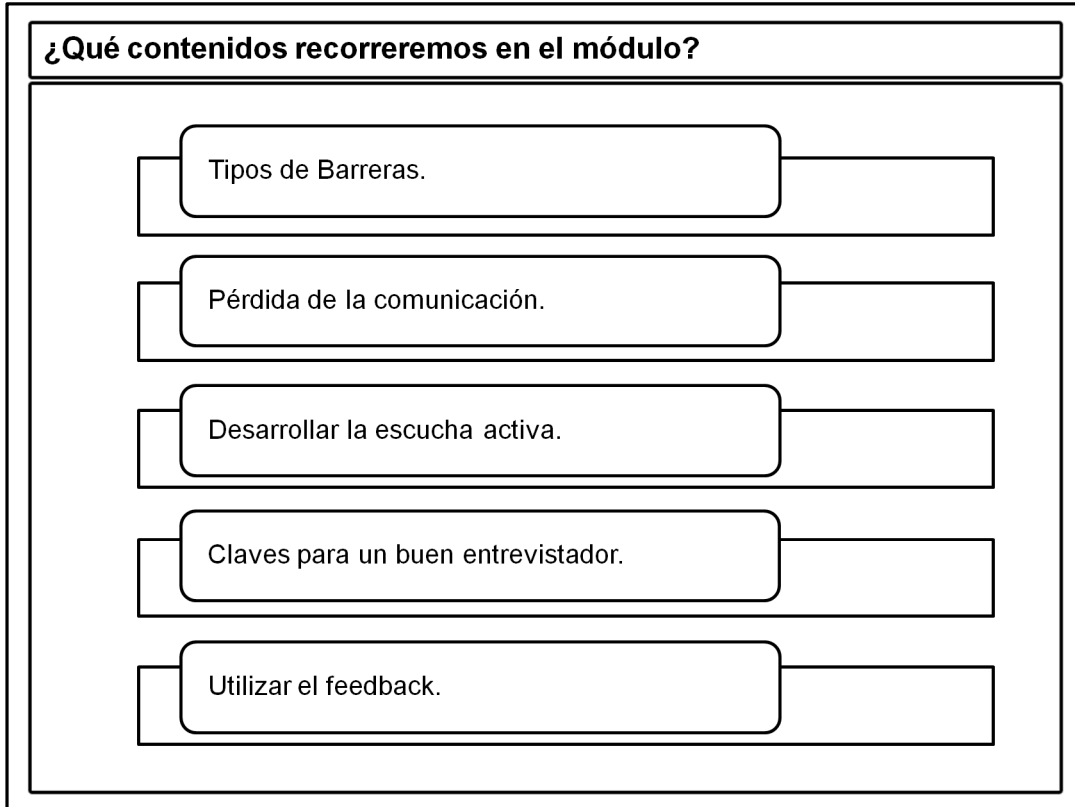 ¿Qué contenidos recorreremos en el módulo?
Tipos de Barreras.
Pérdida de la comunicación.
Desarrollar la escucha activa.
Claves para un buen entrevistador.
Utilizar el feedback.